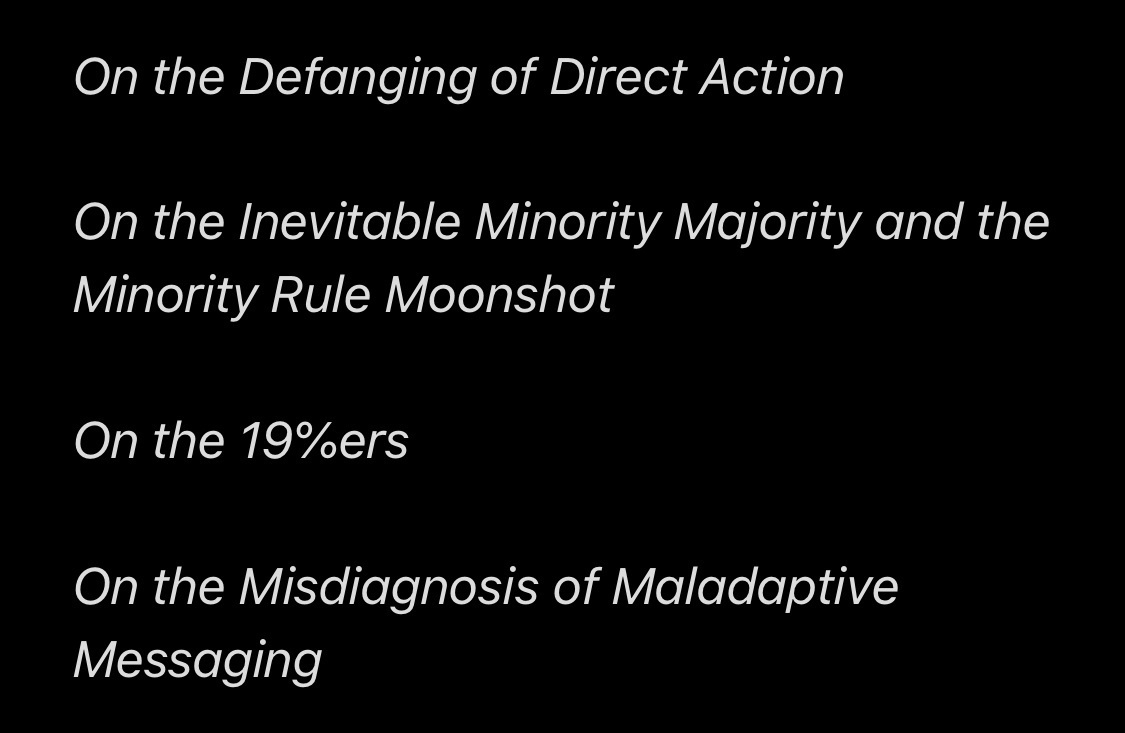 On the Defanging of Direct Action
On the Inevitable Minority Majority and the
Minority Rule Moonshot
On the 19%ers
On the Misdiagnosis of Maladaptive
Messaging